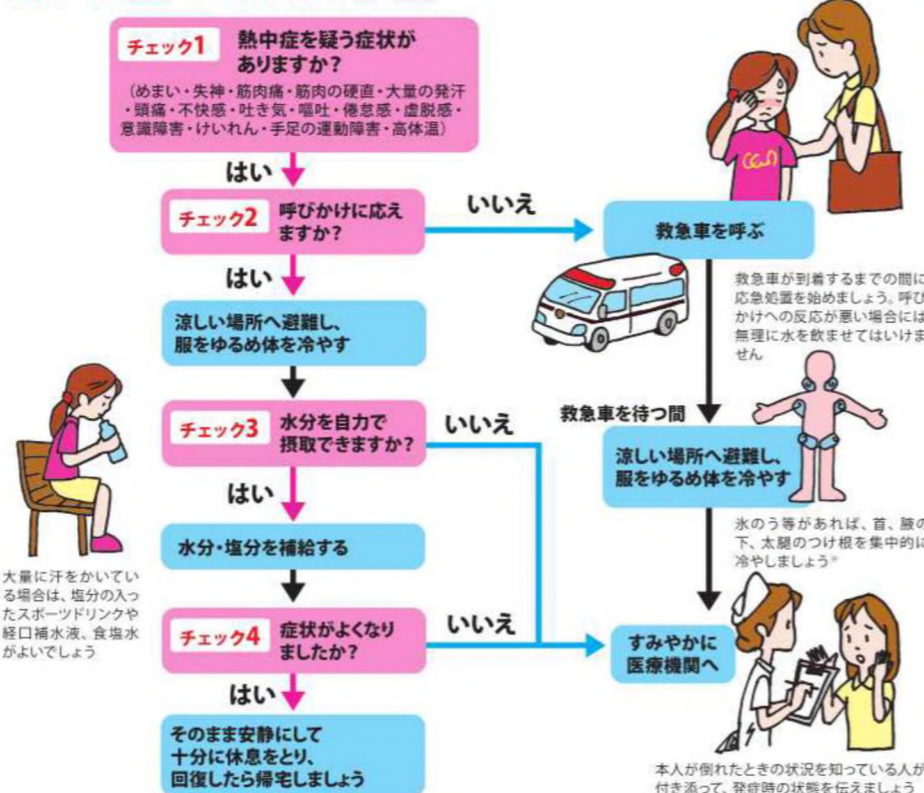 チェック1
熱中症を疑う症状が
ありますか？
（めまい・失神・筋肉痛・筋肉の硬直・大量の発汗
・頭痛・不快感・吐き気・嘔吐・倦怠感・虚脱感・
意識障害・けいれん・手足の運動障害・高体温）
はい
チェック2
呼びかけに応え
ますか？
いいえ
救急車を呼ぶ
救急車が到着するまでの間に
応急処置を始めましょう。呼び
かけへの反応が悪い場合には
無理に水を飲ませてはいけま
せん
はい
涼しい場所へ避難し、
服をゆるめ体を冷やす
チェック3
水分を自力で
摂取できますか？
いいえ
救急車を待つ間
涼しい場所へ避難し、
服をゆるめ体を冷やす
氷のう等があれば、首、腋の
下、太腿のつけ根を集中的に
冷やしましょう※
はい
水分・塩分を補給する
大量に汗をかいてい
る場合は、塩分の入っ
たスポーツドリンクや
経口補水液、食塩水
がよいでしょう
チェック4
症状がよくなり
ましたか？
いいえ
すみやかに
医療機関へ
はい
そのまま安静にして
十分に休息をとり、
回復したら帰宅しましょう
本人が倒れたときの状況を知っている人が
付き添って、発症時の状態を伝えましょう